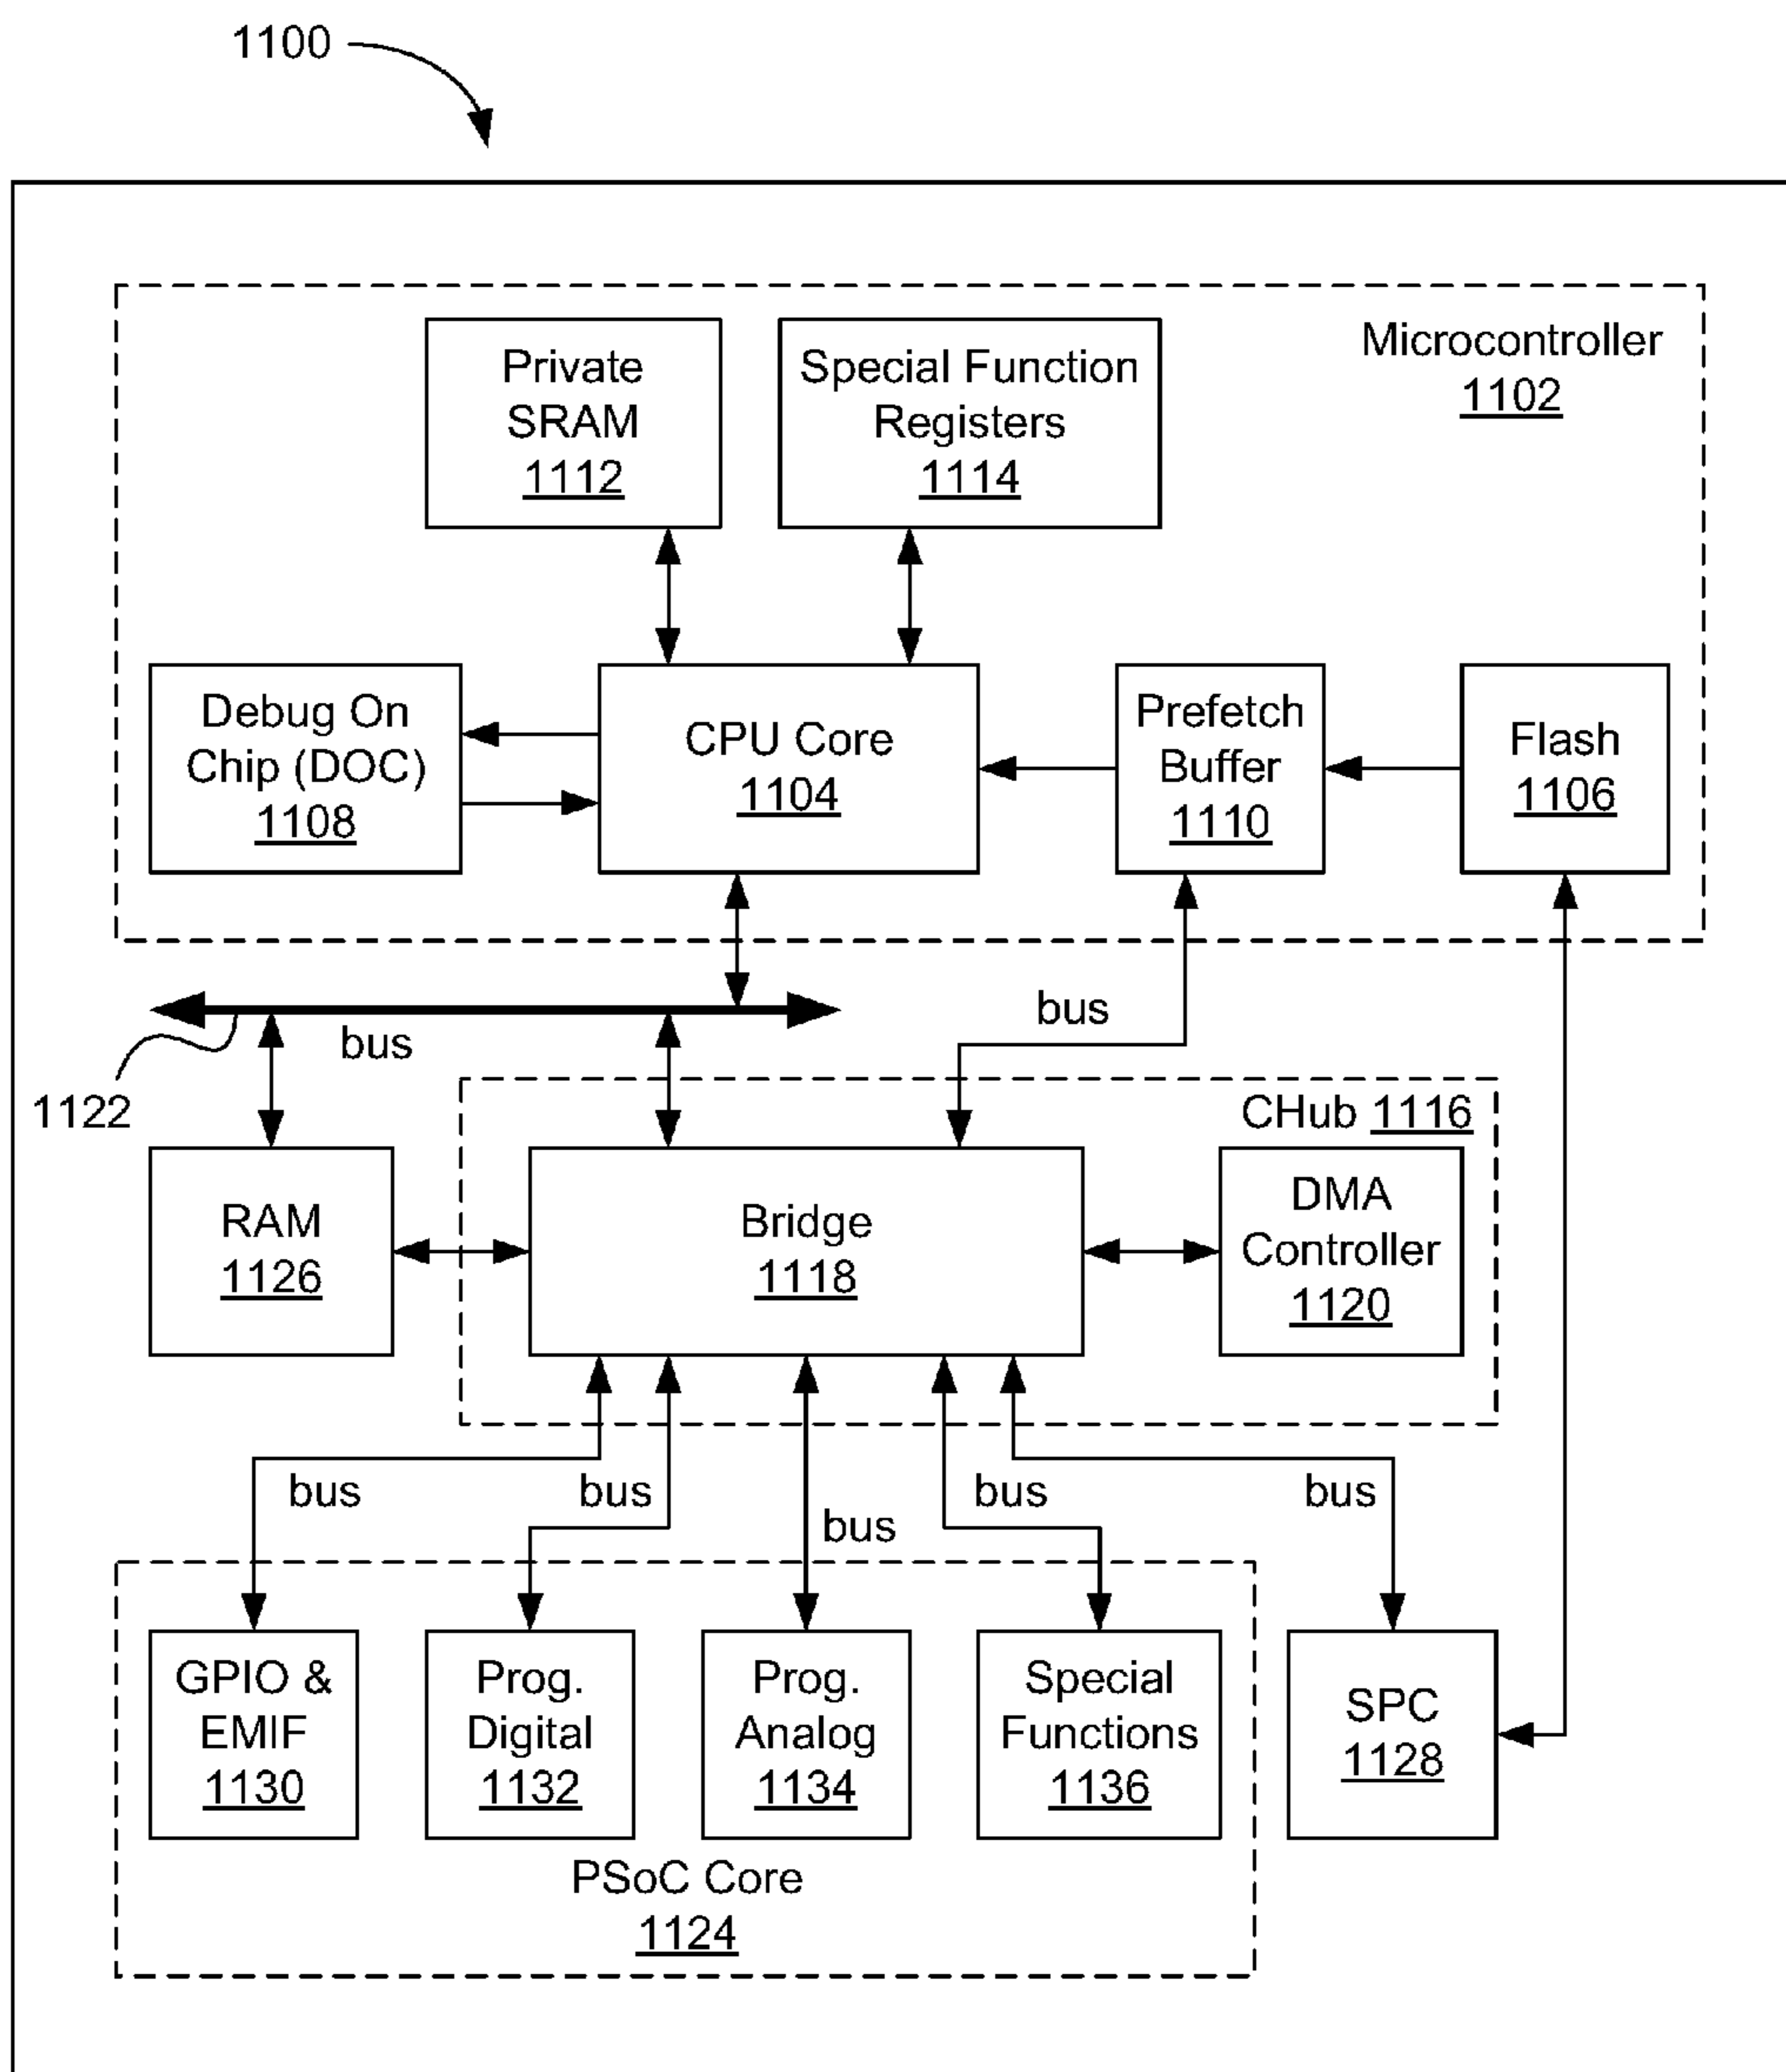 1100
Microcontroller
1102
Private
SRAM
1112
Special Function
Registers
1114
Debug On
Chip (DOC)
1108
CPU Core
1104
Prefetch
Buffer
1110
Flash
1106
bus
bus
1122
CHub 1116
RAM
1126
Bridge
1118
DMA
Controller
1120
bus
bus
bus
bus
bus
GPIO &
EMIF
1130
Prog.
Digital
1132
Prog.
Analog
1134
Special
Functions
1136
SPC
1128
PSoC Core
1124